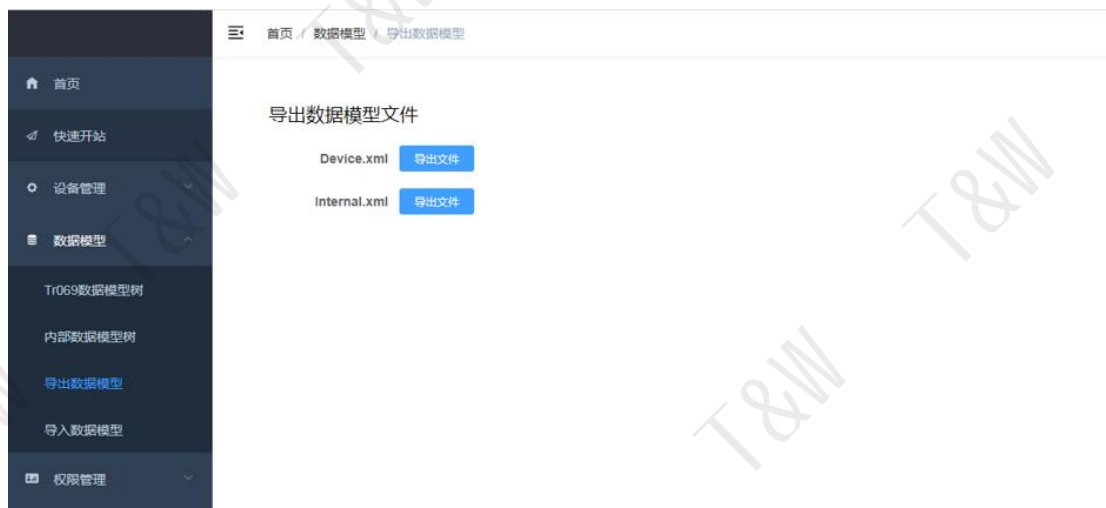 首页 / 数据模型 / 导出数据模型
首页
快速开站
设备管理
数据模型
Tr069数据模型树
内部数据模型树
导出数据模型
导入数据模型
权限管理
导出数据模型文件
Device.xml 导出文件
Internal.xml 导出文件
T&W
T&W
T&W
T&W